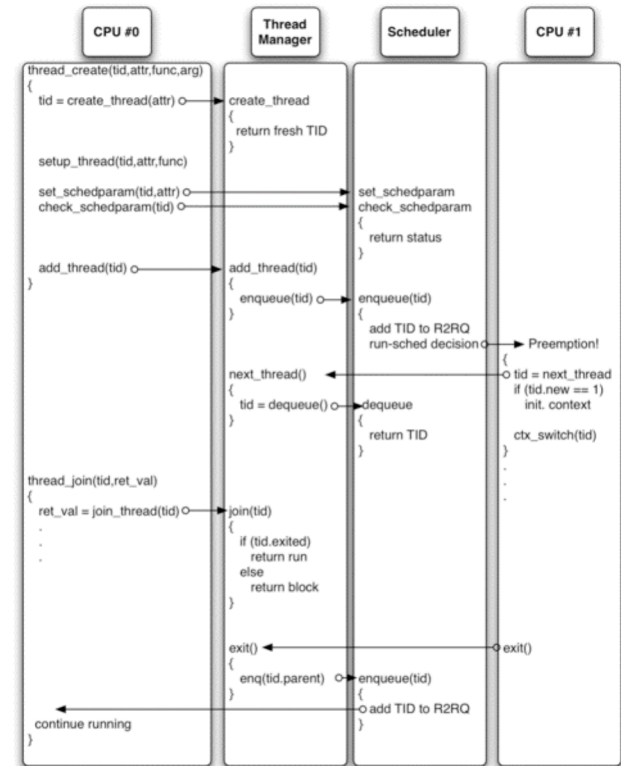 CPU #0
Thread
Manager
Scheduler
CPU #1
thread_create(tid,attr,func,arg)
{
tid = create_thread(attr)
setup_thread(tid,attr,func)
set_schedparam(tid,attr)
check_schedparam(tid)
add_thread(tid)
}
thread_join(tid,ret_val)
{
ret_val = join_thread(tid)
.
.
.
continue running
}
create_thread
{
return fresh TID
}
add_thread(tid)
{
enqueue(tid)
}
next_thread()
{
tid = dequeue()
}
join(tid)
{
if (tid.exited)
return run
else
return block
}
exit()
{
enq(tid.parent)
}
set_schedparam
check_schedparam
{
return status
}
enqueue(tid)
{
add TID to R2RQ
run-sched decision
dequeue
{
return TID
}
enqueue(tid)
{
add TID to R2RQ
}
Preemption!
{
tid = next_thread
if (tid.new == 1)
init. context
ctx_switch(tid)
}
.
.
.
exit()